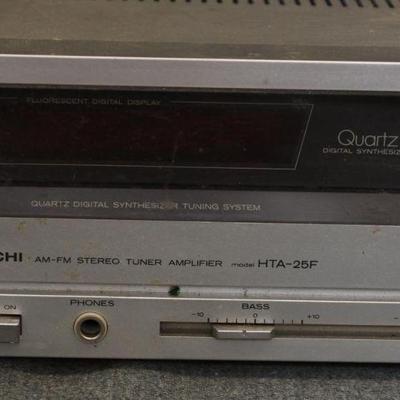 FLUORESCENT DIGITAL DISPLAY
Quartz
DIGITAL SYNTHESIZ
QUARTZ DIGITAL SYNTHESIZER TUNING SYSTEM
CHI AM-FM STEREO TUNER AMPLIFIER model HTA-25F
ON PHONES BASS
-10 0 +10 -